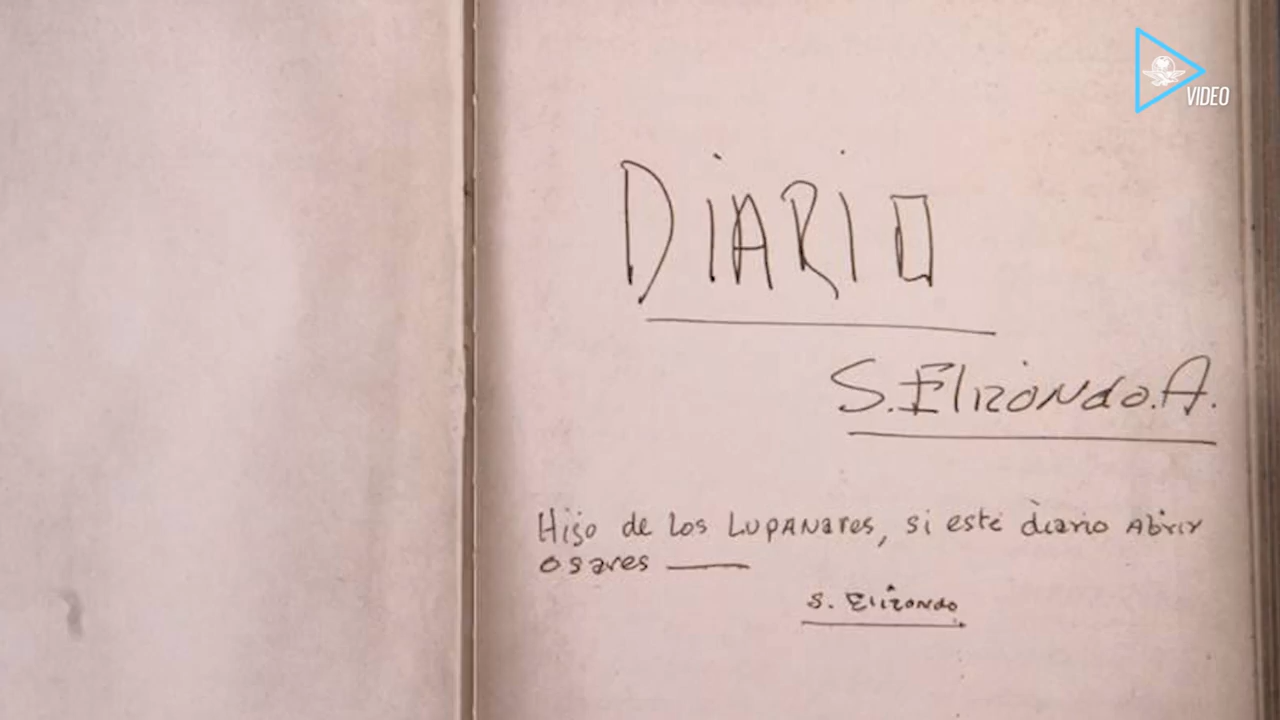 VIDEO
DiARiO
S. Elizondo. A.
Hijo de los LUPANares, si este diario Abrir
osares ——
S. Elizondo